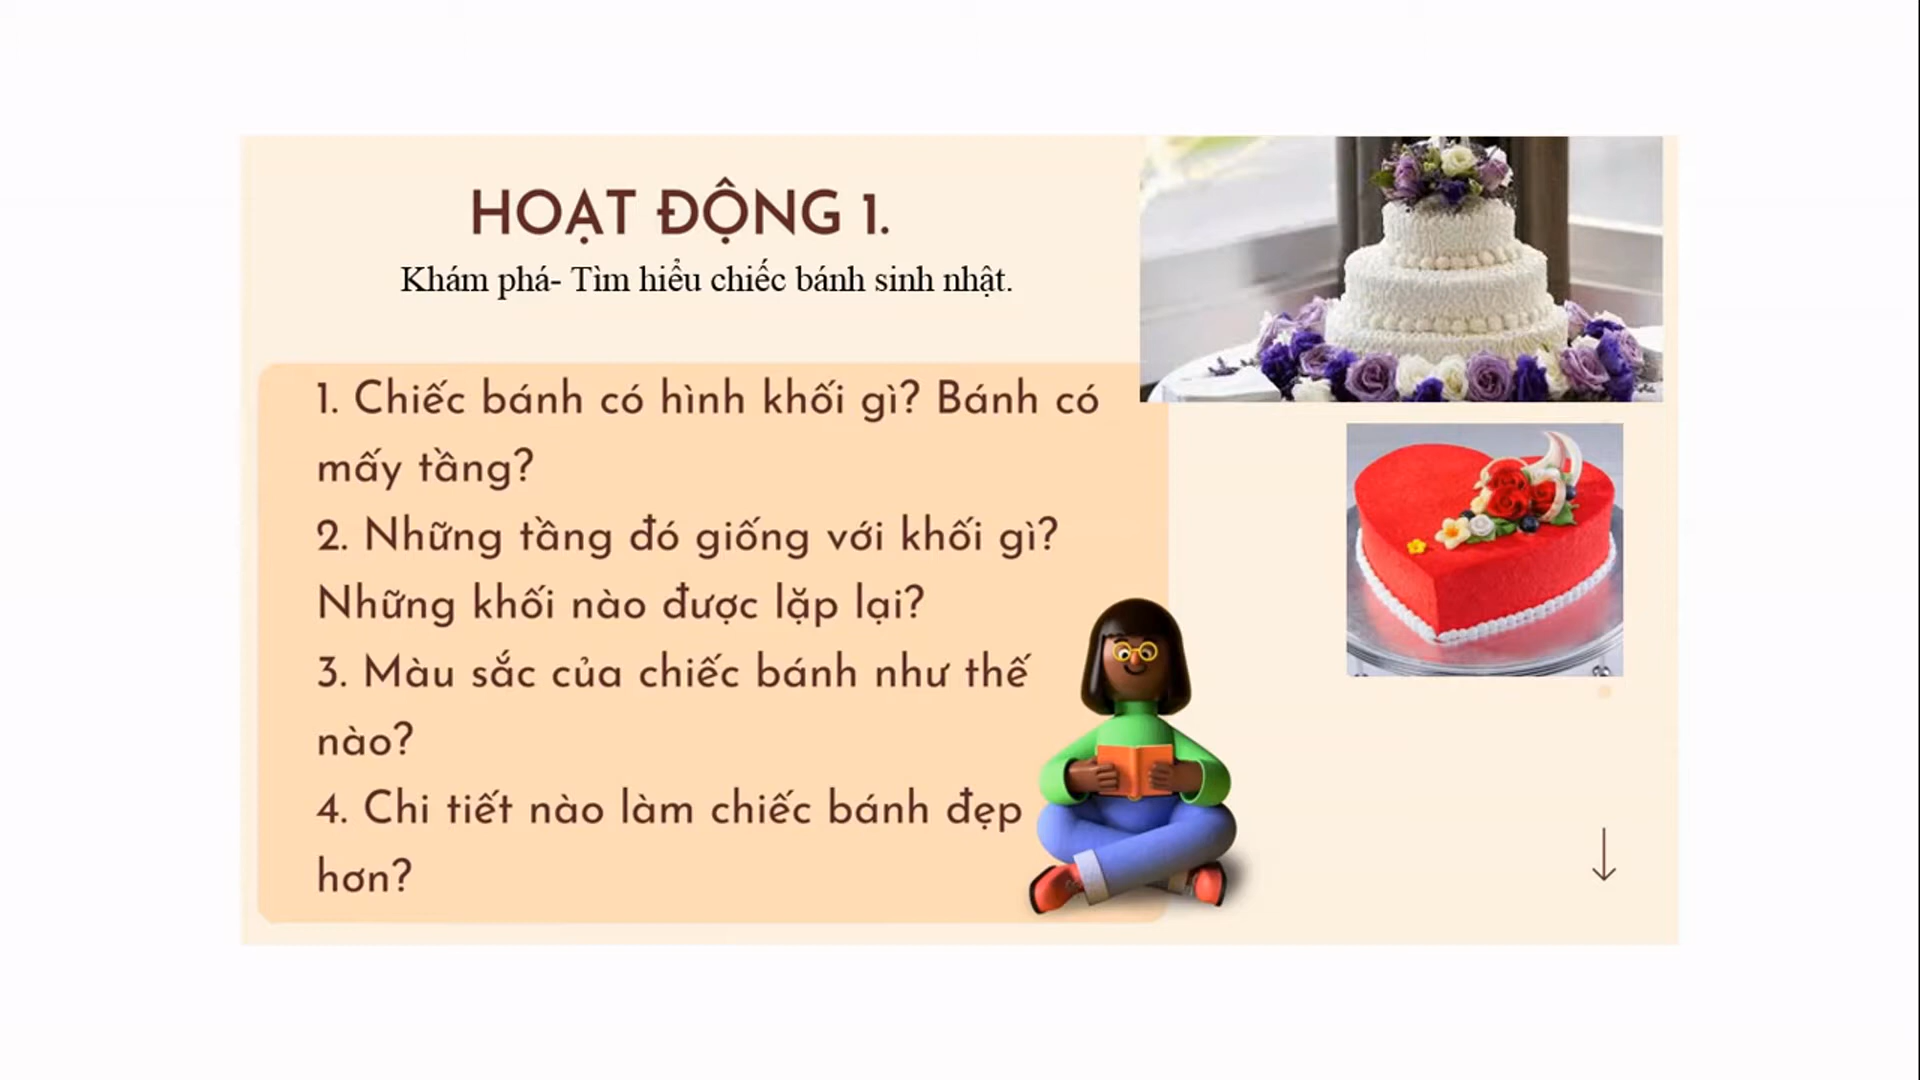 HOẠT ĐỘNG 1.
Khám phá- Tìm hiểu chiếc bánh sinh nhật.
1. Chiếc bánh có hình khối gì? Bánh có
mấy tầng?
2. Những tầng đó giống với khối gì?
Những khối nào được lặp lại?
3. Màu sắc của chiếc bánh như thế
nào?
4. Chi tiết nào làm chiếc bánh đẹp
hơn?